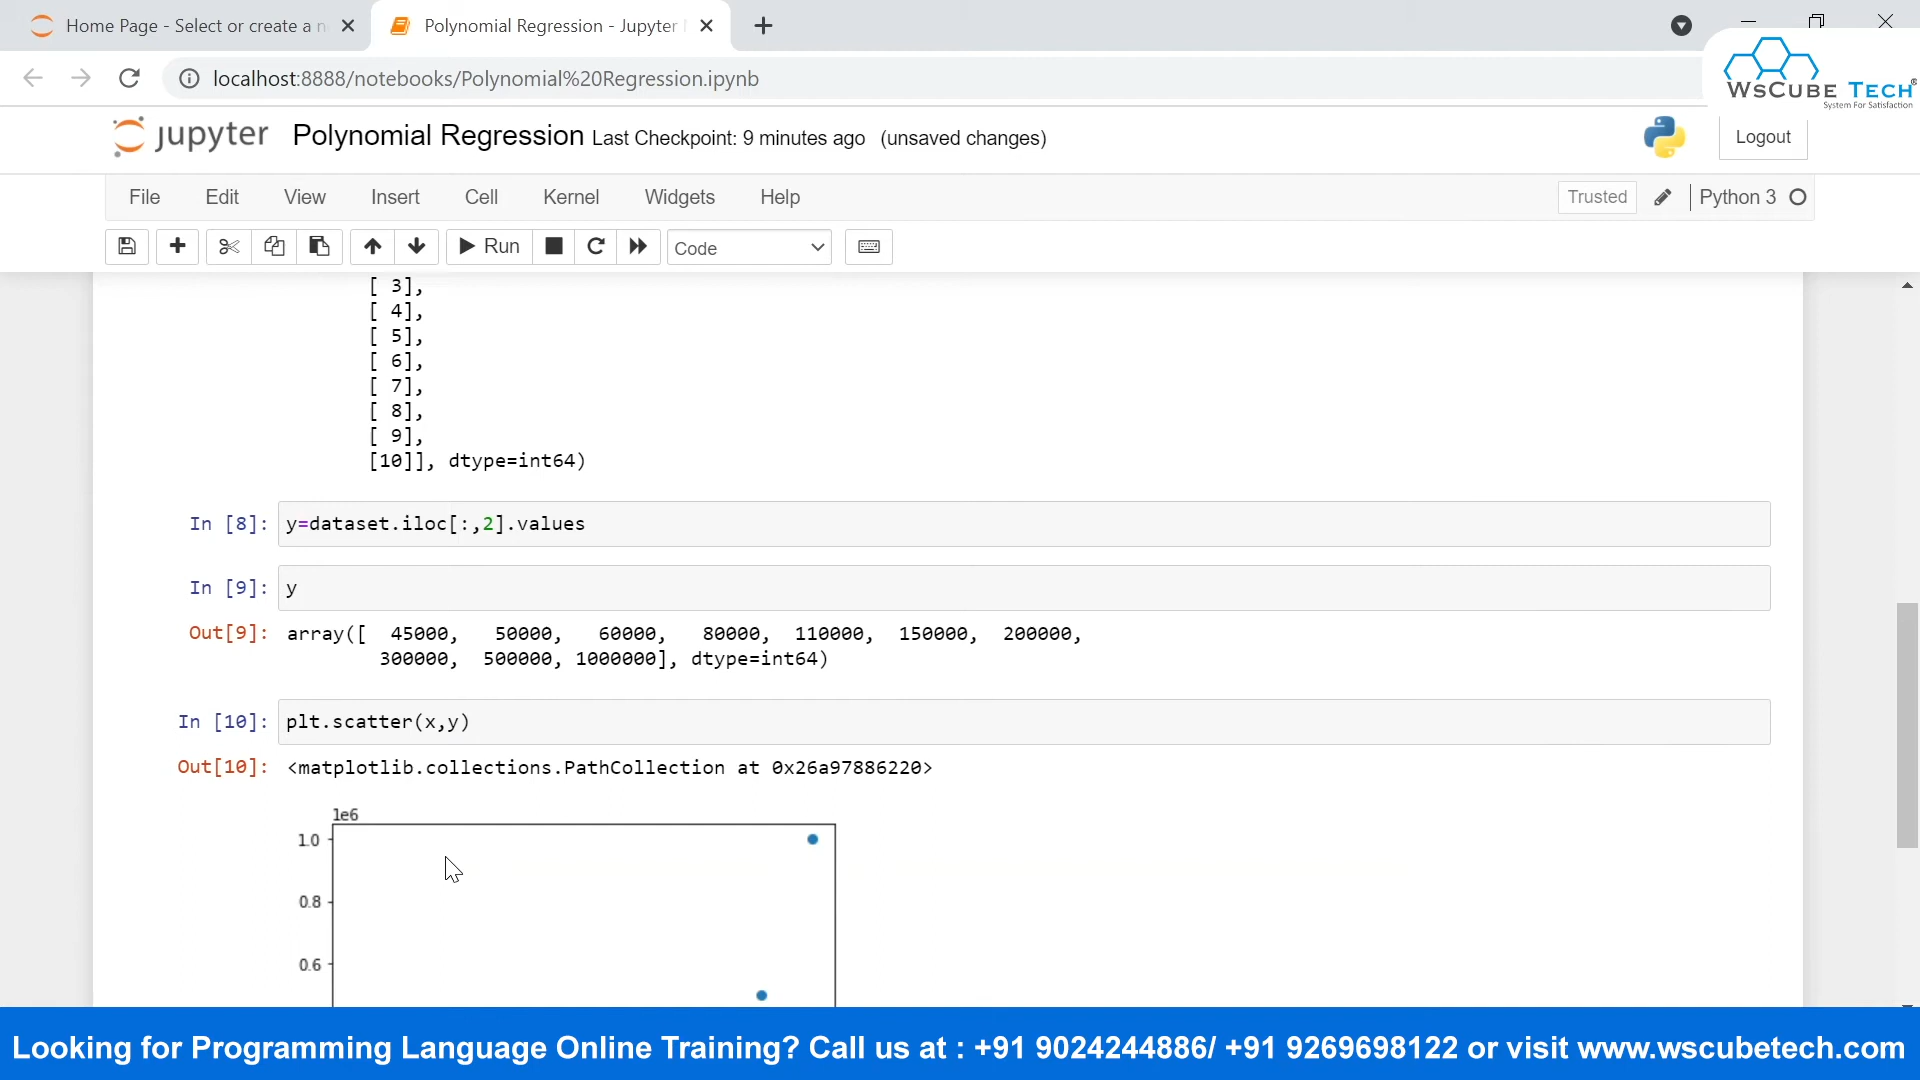 Home Page - Select or create a n
Polynomial Regression - Jupyter
localhost:8888/notebooks/Polynomial%20Regression.ipynb
WsCube Tech
System For Satisfaction
jupyter Polynomial Regression Last Checkpoint: 9 minutes ago (unsaved changes)
Logout
File Edit View Insert Cell Kernel Widgets Help
Trusted Python 3
Run Code
[ 3],
[ 4],
[ 5],
[ 6],
[ 7],
[ 8],
[ 9],
[10]], dtype=int64)
In [8]: y=dataset.iloc[:,2].values
In [9]: y
Out[9]: array([  45000,   50000,   60000,   80000,  110000,  150000,  200000,
300000,  500000, 1000000], dtype=int64)
In [10]: plt.scatter(x,y)
Out[10]: <matplotlib.collections.PathCollection at 0x26a97886220>
1e6
1.0
0.8
0.6
Looking for Programming Language Online Training? Call us at : +91 9024244886/ +91 9269698122 or visit www.wscubetech.com